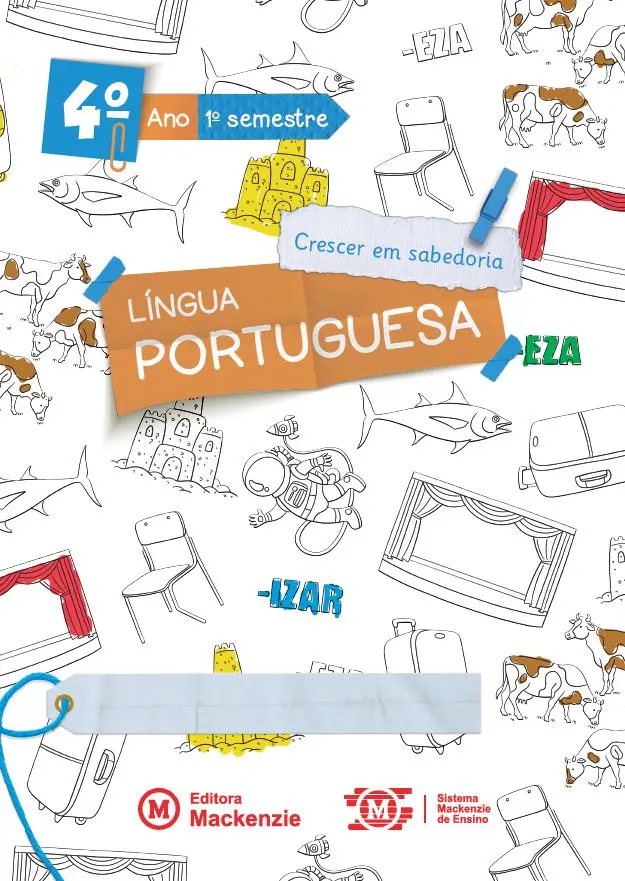 -EZA
4º
Ano
1º semestre
Crescer em sabedoria
LÍNGUA
PORTUGUESA
-EZA
-IZAR
M
Editora
Mackenzie
M
Sistema
Mackenzie
de Ensino